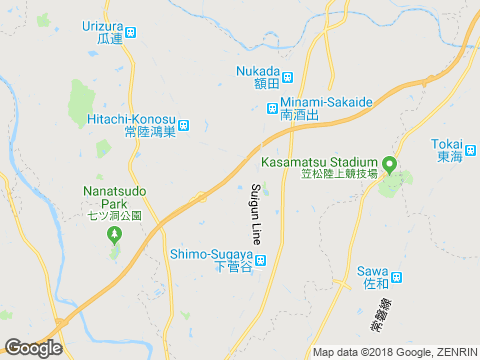 Urizura
瓜連
Nukada
額田
Minami-Sakaide
南酒出
Hitachi-Konosu
常陸鴻巣
Tokai
東海
Kasamatsu Stadium
笠松陸上競技場
Nanatsudo
Park
七ツ洞公園
Suigun Line
Shimo-Sugaya
下菅谷
Sawa
佐和
常磐線
Google
Map data ©2018 Google, ZENRIN